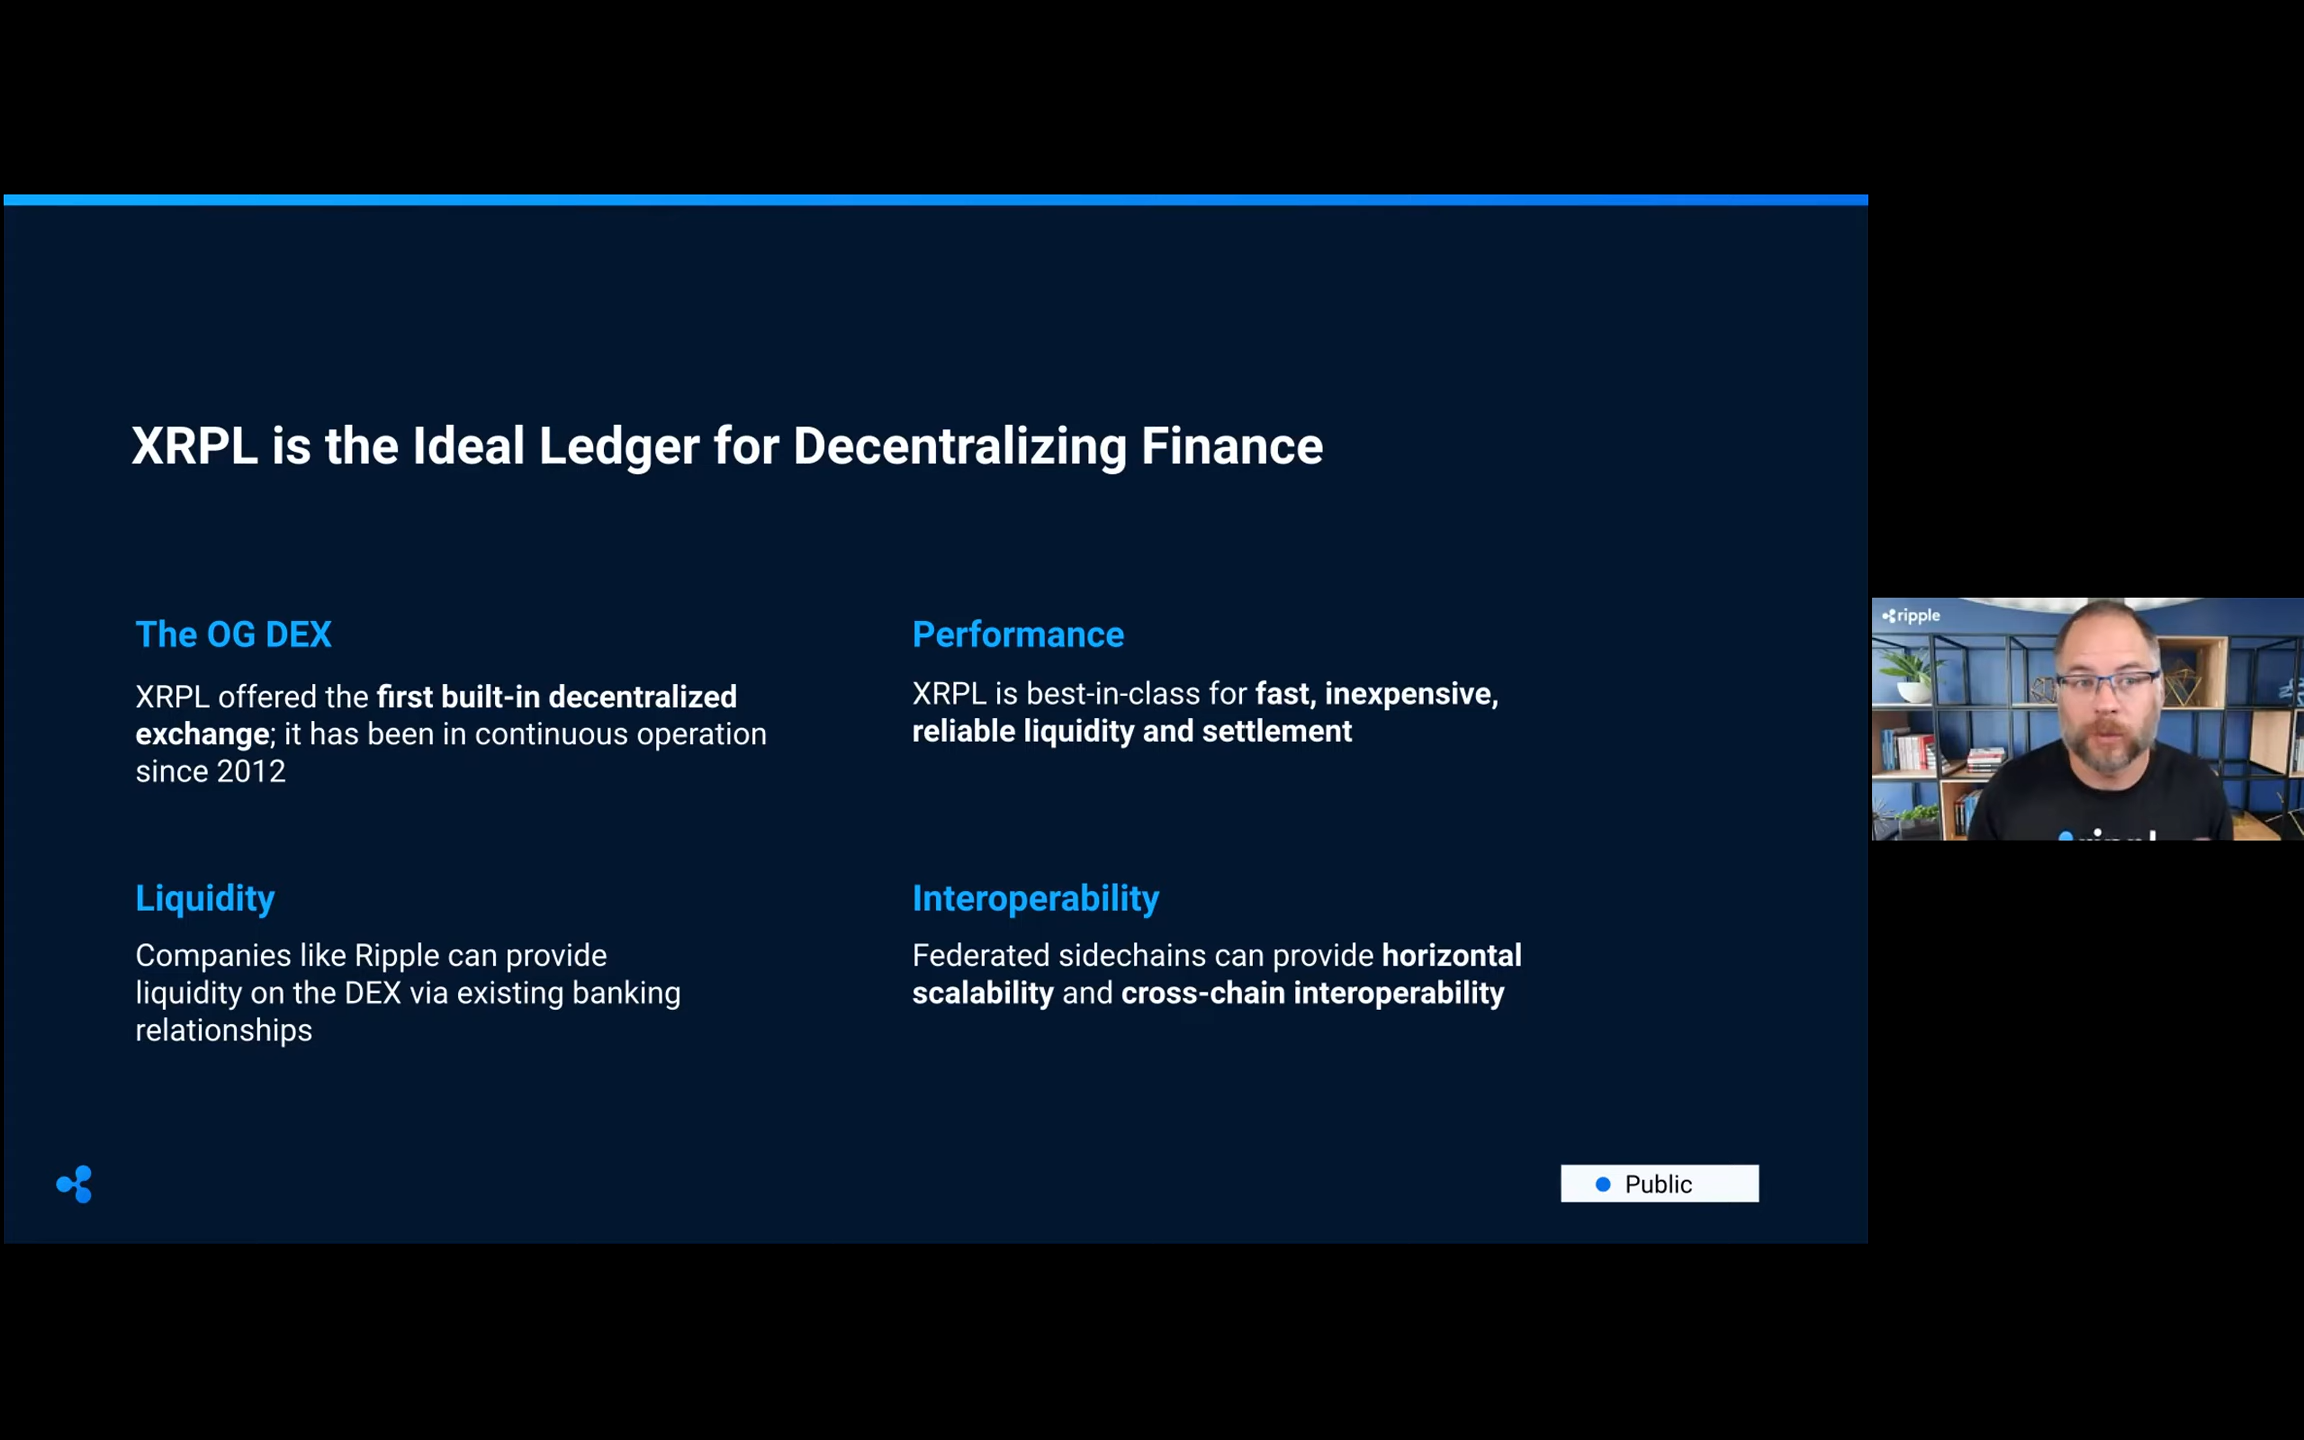 XRPL is the Ideal Ledger for Decentralizing Finance
The OG DEX
XRPL offered the first built-in decentralized
exchange; it has been in continuous operation
since 2012
Performance
XRPL is best-in-class for fast, inexpensive,
reliable liquidity and settlement
Liquidity
Companies like Ripple can provide
liquidity on the DEX via existing banking
relationships
Interoperability
Federated sidechains can provide horizontal
scalability and cross-chain interoperability
Public
ripple